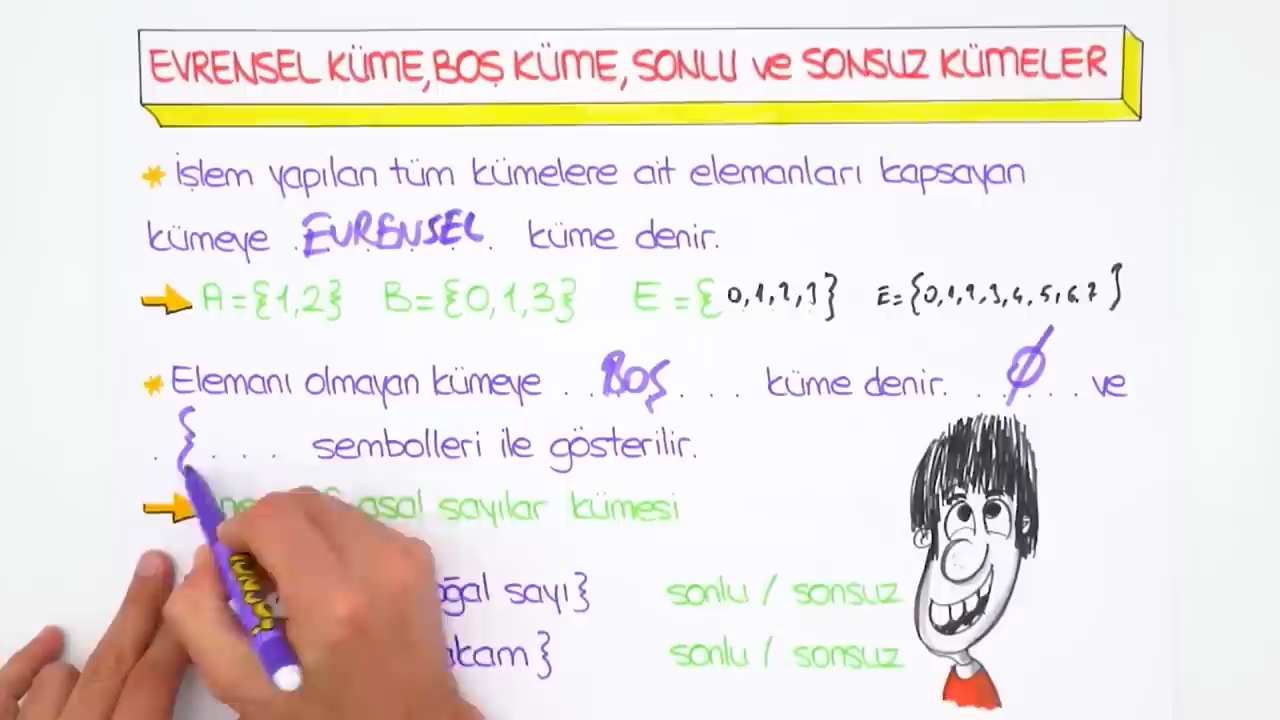 EVRENSEL KÜME, BOŞ KÜME, SONLU ve SONSUZ KÜMELER
* İşlem yapılan tüm kümelere ait elemanları kapsayan
kümeye . EVRENSEL . küme denir.
A = {1,2} B = {0,1,3} E = { 0,1,2,3} E = {0,1,2,3,4,5,6,7 }
* Elemanı olmayan kümeye . . BOŞ . . . küme denir. . Ø . . . ve
. { . . . sembolleri ile gösterilir.
asal sayılar kümesi
sayı} sonlu / sonsuz
} sonlu / sonsuz